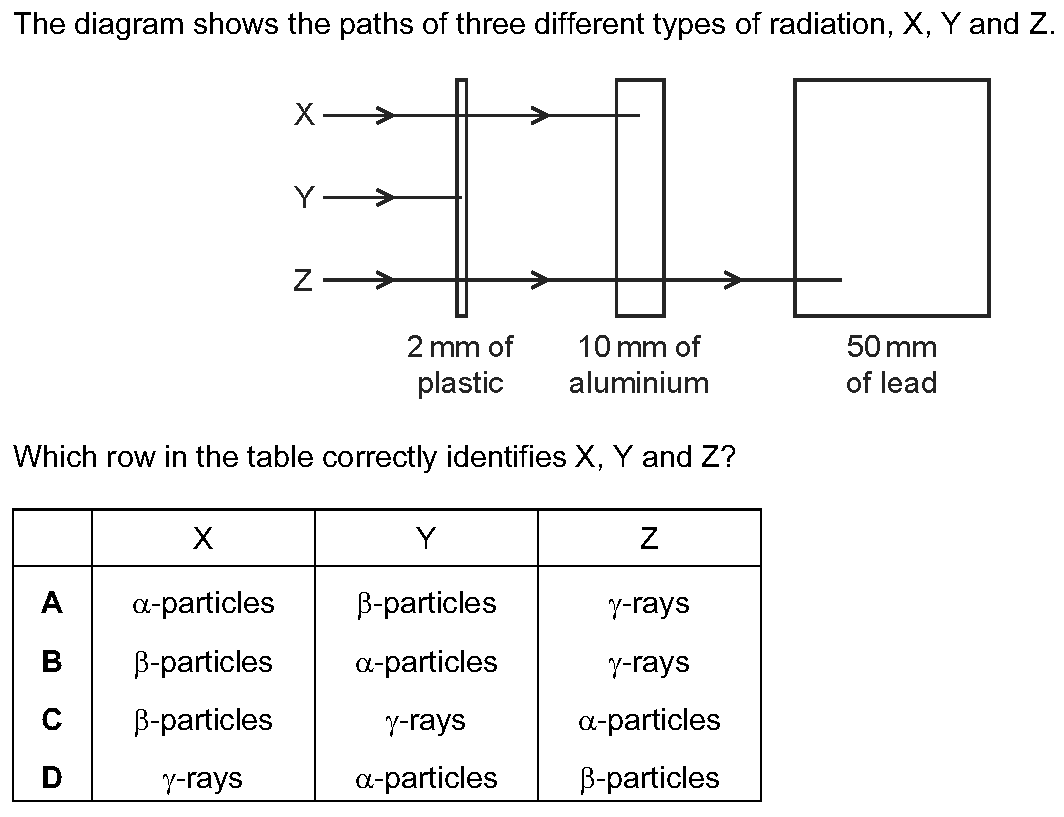 The diagram shows the paths of three different types of radiation, X, Y and Z.
X
Y
Z
2 mm of plastic
10 mm of aluminium
50 mm of lead
Which row in the table correctly identifies X, Y and Z?
X Y Z
A α-particles β-particles γ-rays
B β-particles α-particles γ-rays
C β-particles γ-rays α-particles
D γ-rays α-particles β-particles